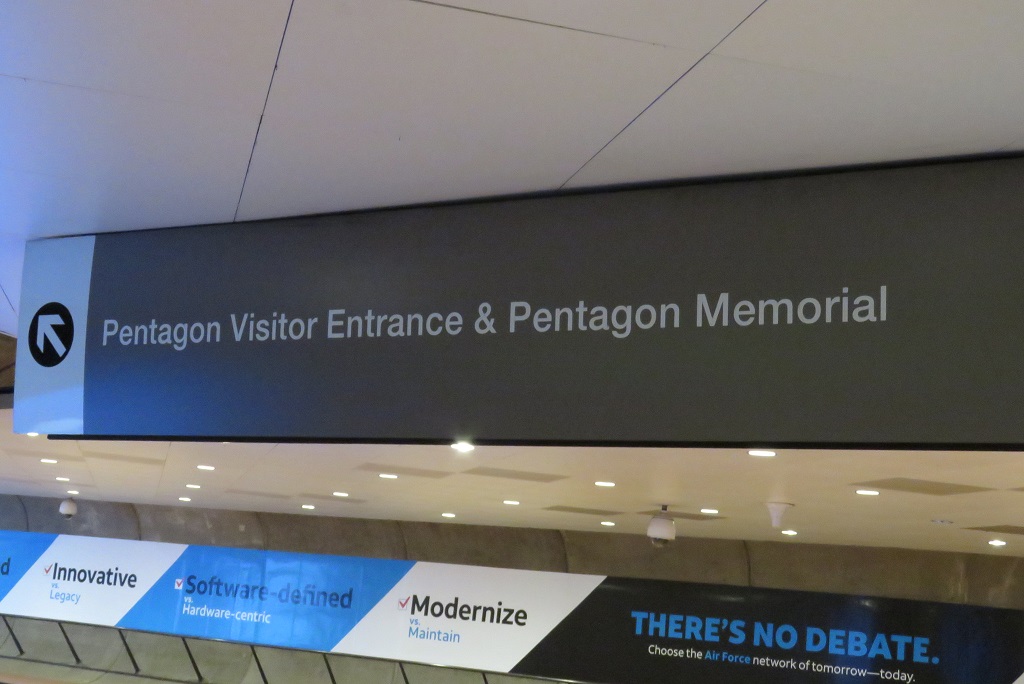 Pentagon Visitor Entrance & Pentagon Memorial
d
Innovative
vs.
Legacy
Software-defined
vs.
Hardware-centric
Modernize
vs.
Maintain
THERE'S NO DEBATE.
Choose the Air Force network of tomorrow—today.